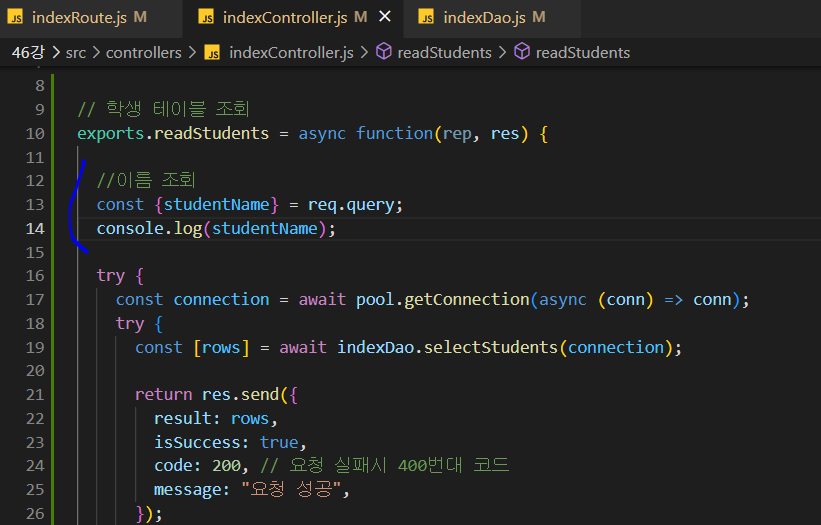 JS indexRoute.js M JS indexController.js M × JS indexDao.js M
46강 > src > controllers > JS indexController.js > readStudents > readStudents
8
9 // 학생 테이블 조회
10 exports.readStudents = async function(rep, res) {
11
12 //이름 조회
13 const {studentName} = req.query;
14 console.log(studentName);
15
16 try {
17 const connection = await pool.getConnection(async (conn) => conn);
18 try {
19 const [rows] = await indexDao.selectStudents(connection);
20
21 return res.send({
22 result: rows,
23 isSuccess: true,
24 code: 200, // 요청 실패시 400번대 코드
25 message: "요청 성공",
26 });